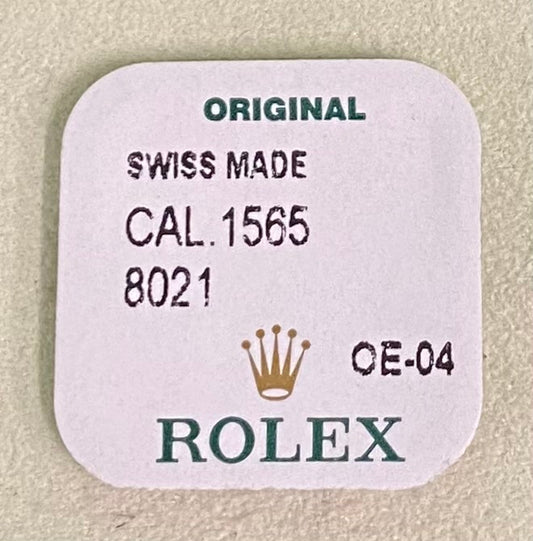 ORIGINAL
SWISS MADE
CAL.1565
8021
OE-04
ROLEX